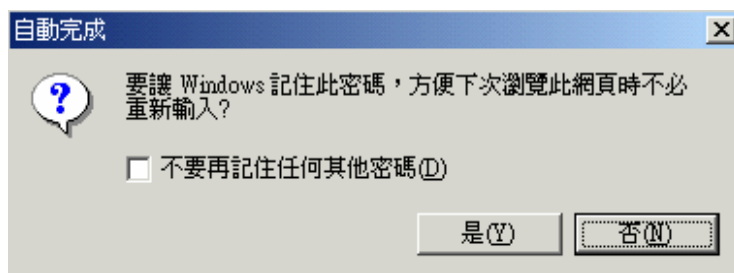 自動完成
要讓 Windows 記住此密碼，方便下次瀏覽此網頁時不必
重新輸入?
不要再記住任何其他密碼(D)
是(Y)
否(N)